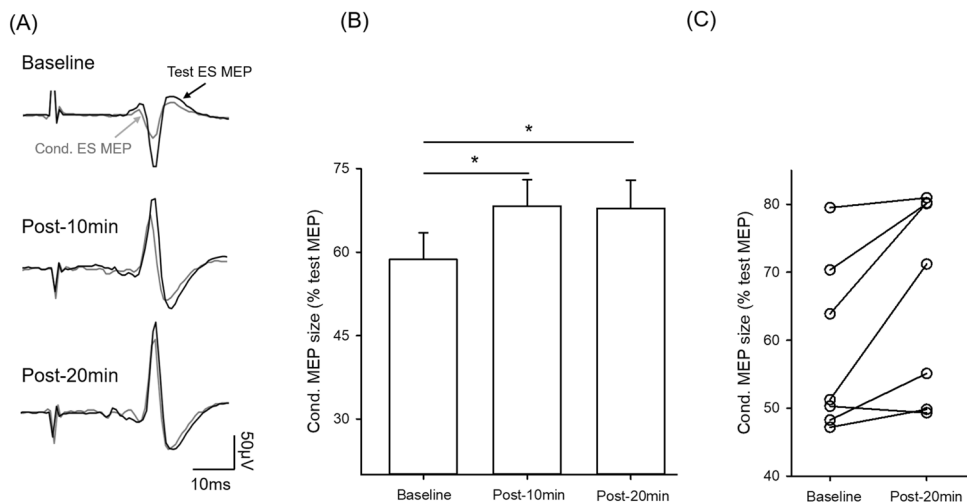 (A)
Baseline
Test ES MEP
Cond. ES MEP
Post-10min
Post-20min
50µV
10ms
(B)
Cond. MEP size (% test MEP)
75
60
45
30
*
*
Baseline
Post-10min
Post-20min
(C)
Cond. MEP size (% test MEP)
80
70
60
50
40
Baseline
Post-20min